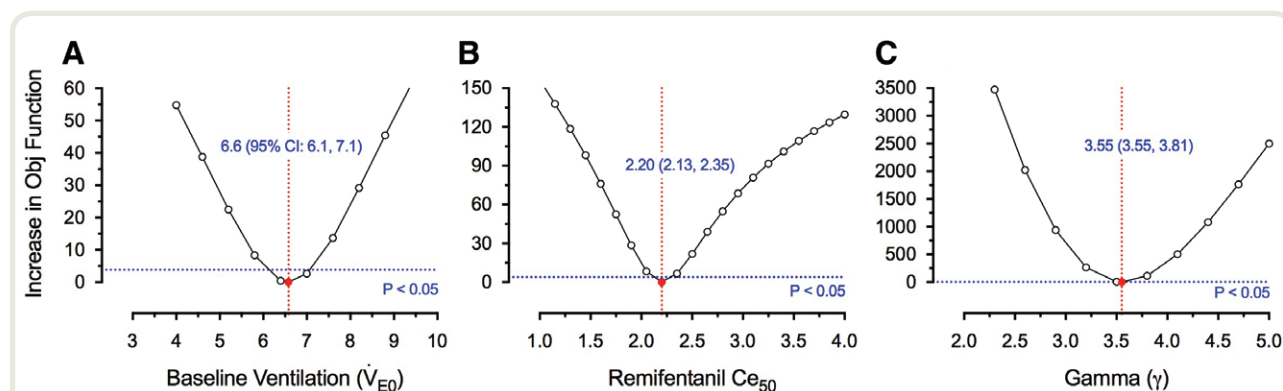 A
B
C
Increase in Obj Function
60
50
40
30
20
10
0
6.6 (95% CI: 6.1, 7.1)
P < 0.05
3 4 5 6 7 8 9 10
Baseline Ventilation (V̇E0)
150
120
90
60
30
0
2.20 (2.13, 2.35)
P < 0.05
1.0 1.5 2.0 2.5 3.0 3.5 4.0
Remifentanil Ce50
3500
3000
2500
2000
1500
1000
500
0
3.55 (3.55, 3.81)
P < 0.05
2.0 2.5 3.0 3.5 4.0 4.5 5.0
Gamma (γ)